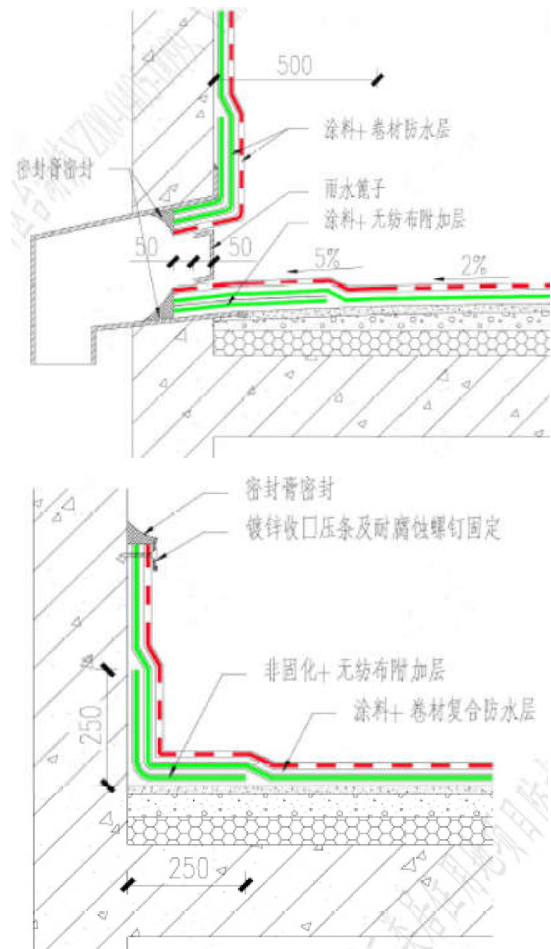 500
涂料+卷材防水层
密封膏密封
雨水篦子
涂料+无纺布附加层
50
50
5%
2%
密封膏密封
镀锌收口压条及耐腐蚀螺钉固定
非固化+无纺布附加层
250
涂料+卷材复合防水层
250